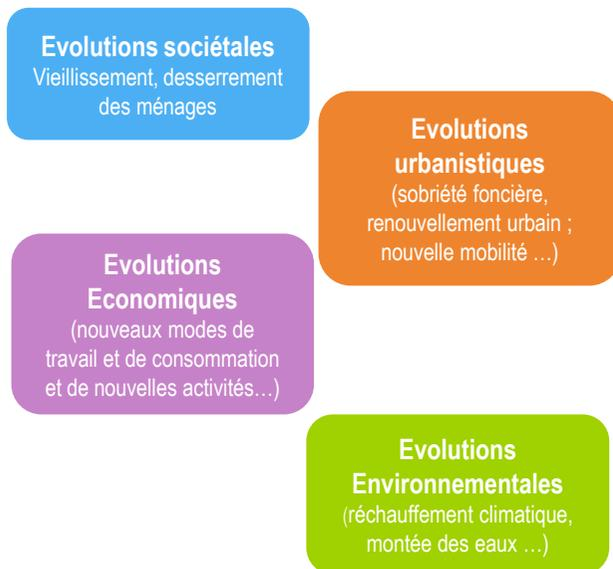 Evolutions sociétales
Vieillissement, desserrement
des ménages
Evolutions
urbanistiques
(sobriété foncière,
renouvellement urbain ;
nouvelle mobilité …)
Evolutions
Economiques
(nouveaux modes de
travail et de consommation
et de nouvelles activités…)
Evolutions
Environnementales
(réchauffement climatique,
montée des eaux …)